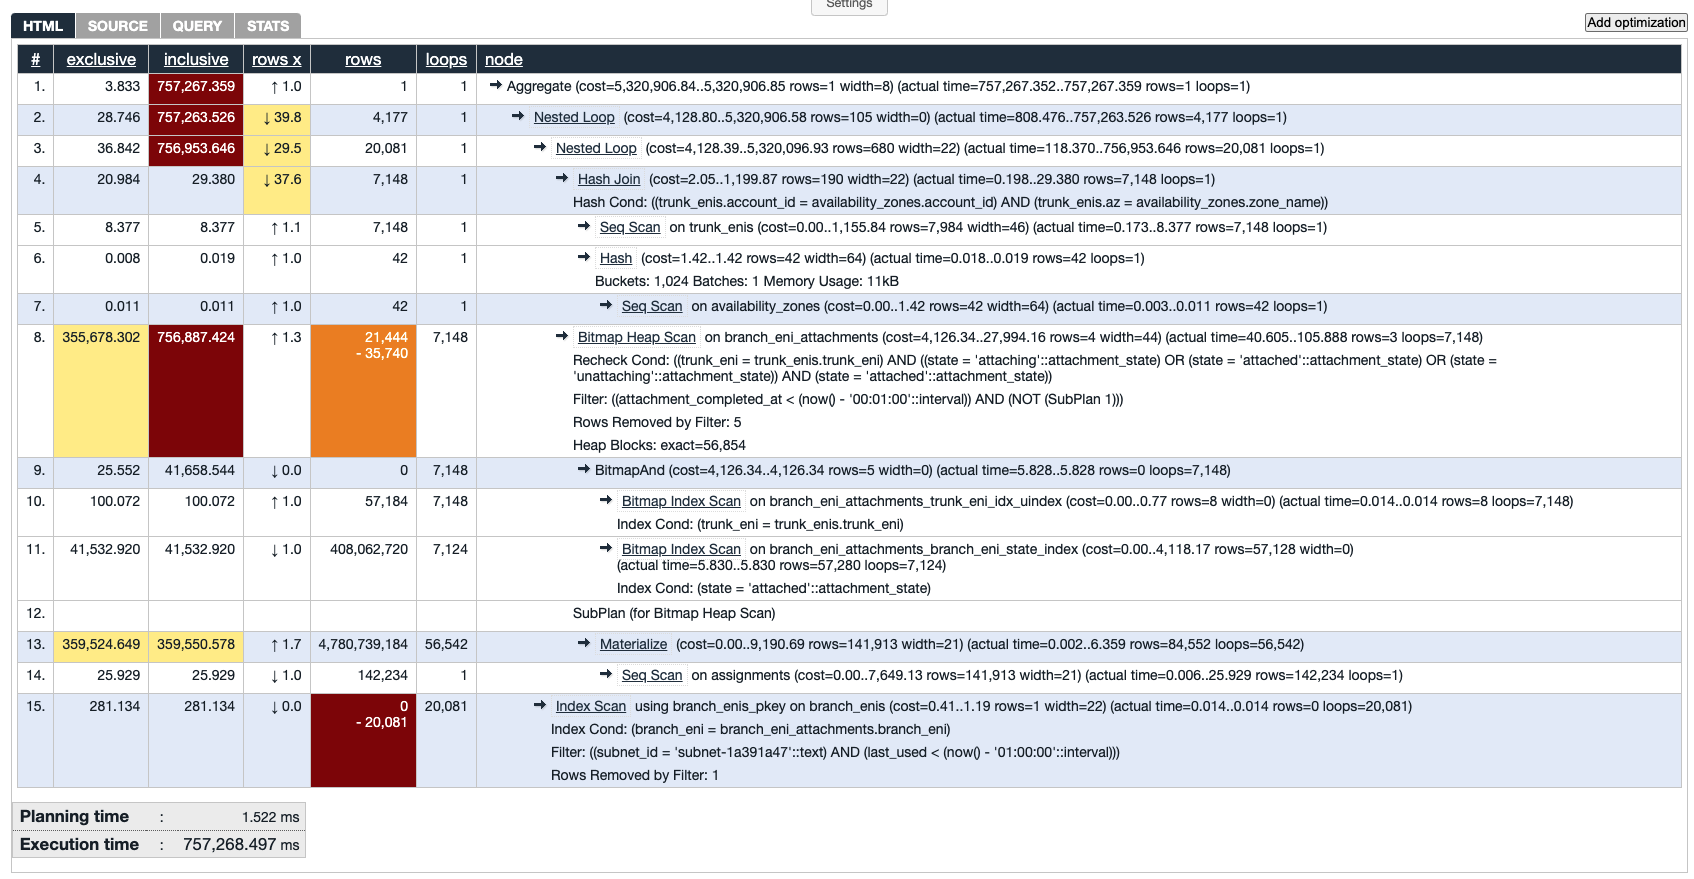 Settings
HTML SOURCE QUERY STATS
Add optimization
# exclusive inclusive rows x rows loops node
1. 3.833 757,267.359 ↑ 1.0 1 1 → Aggregate (cost=5,320,906.84..5,320,906.85 rows=1 width=8) (actual time=757,267.352..757,267.359 rows=1 loops=1)
2. 28.746 757,263.526 ↓ 39.8 4,177 1 → Nested Loop (cost=4,128.80..5,320,906.58 rows=105 width=0) (actual time=808.476..757,263.526 rows=4,177 loops=1)
3. 36.842 756,953.646 ↓ 29.5 20,081 1 → Nested Loop (cost=4,128.39..5,320,096.93 rows=680 width=22) (actual time=118.370..756,953.646 rows=20,081 loops=1)
4. 20.984 29.380 ↓ 37.6 7,148 1 → Hash Join (cost=2.05..1,199.87 rows=190 width=22) (actual time=0.198..29.380 rows=7,148 loops=1)
Hash Cond: ((trunk_enis.account_id = availability_zones.account_id) AND (trunk_enis.az = availability_zones.zone_name))
5. 8.377 8.377 ↑ 1.1 7,148 1 → Seq Scan on trunk_enis (cost=0.00..1,155.84 rows=7,984 width=46) (actual time=0.173..8.377 rows=7,148 loops=1)
6. 0.008 0.019 ↑ 1.0 42 1 → Hash (cost=1.42..1.42 rows=42 width=64) (actual time=0.018..0.019 rows=42 loops=1)
Buckets: 1,024 Batches: 1 Memory Usage: 11kB
7. 0.011 0.011 ↑ 1.0 42 1 → Seq Scan on availability_zones (cost=0.00..1.42 rows=42 width=64) (actual time=0.003..0.011 rows=42 loops=1)
8. 355,678.302 756,887.424 ↑ 1.3 21,444 7,148 → Bitmap Heap Scan on branch_eni_attachments (cost=4,126.34..27,994.16 rows=4 width=44) (actual time=40.605..105.888 rows=3 loops=7,148)
- 35,740
Recheck Cond: ((trunk_eni = trunk_enis.trunk_eni) AND ((state = 'attaching'::attachment_state) OR (state = 'attached'::attachment_state) OR (state =
'unattaching'::attachment_state)) AND (state = 'attached'::attachment_state))
Filter: ((attachment_completed_at < (now() - '00:01:00'::interval)) AND (NOT (SubPlan 1)))
Rows Removed by Filter: 5
Heap Blocks: exact=56,854
9. 25.552 41,658.544 ↓ 0.0 0 7,148 → BitmapAnd (cost=4,126.34..4,126.34 rows=5 width=0) (actual time=5.828..5.828 rows=0 loops=7,148)
10. 100.072 100.072 ↑ 1.0 57,184 7,148 → Bitmap Index Scan on branch_eni_attachments_trunk_eni_idx_uindex (cost=0.00..0.77 rows=8 width=0) (actual time=0.014..0.014 rows=8 loops=7,148)
Index Cond: (trunk_eni = trunk_enis.trunk_eni)
11. 41,532.920 41,532.920 ↓ 1.0 408,062,720 7,124 → Bitmap Index Scan on branch_eni_attachments_branch_eni_state_index (cost=0.00..4,118.17 rows=57,128 width=0)
(actual time=5.830..5.830 rows=57,280 loops=7,124)
Index Cond: (state = 'attached'::attachment_state)
12. SubPlan (for Bitmap Heap Scan)
13. 359,524.649 359,550.578 ↑ 1.7 4,780,739,184 56,542 → Materialize (cost=0.00..9,190.69 rows=141,913 width=21) (actual time=0.002..6.359 rows=84,552 loops=56,542)
14. 25.929 25.929 ↓ 1.0 142,234 1 → Seq Scan on assignments (cost=0.00..7,649.13 rows=141,913 width=21) (actual time=0.006..25.929 rows=142,234 loops=1)
15. 281.134 281.134 ↓ 0.0 0 20,081 → Index Scan using branch_enis_pkey on branch_enis (cost=0.41..1.19 rows=1 width=22) (actual time=0.014..0.014 rows=0 loops=20,081)
- 20,081
Index Cond: (branch_eni = branch_eni_attachments.branch_eni)
Filter: ((subnet_id = 'subnet-1a391a47'::text) AND (last_used < (now() - '01:00:00'::interval)))
Rows Removed by Filter: 1
Planning time : 1.522 ms
Execution time : 757,268.497 ms